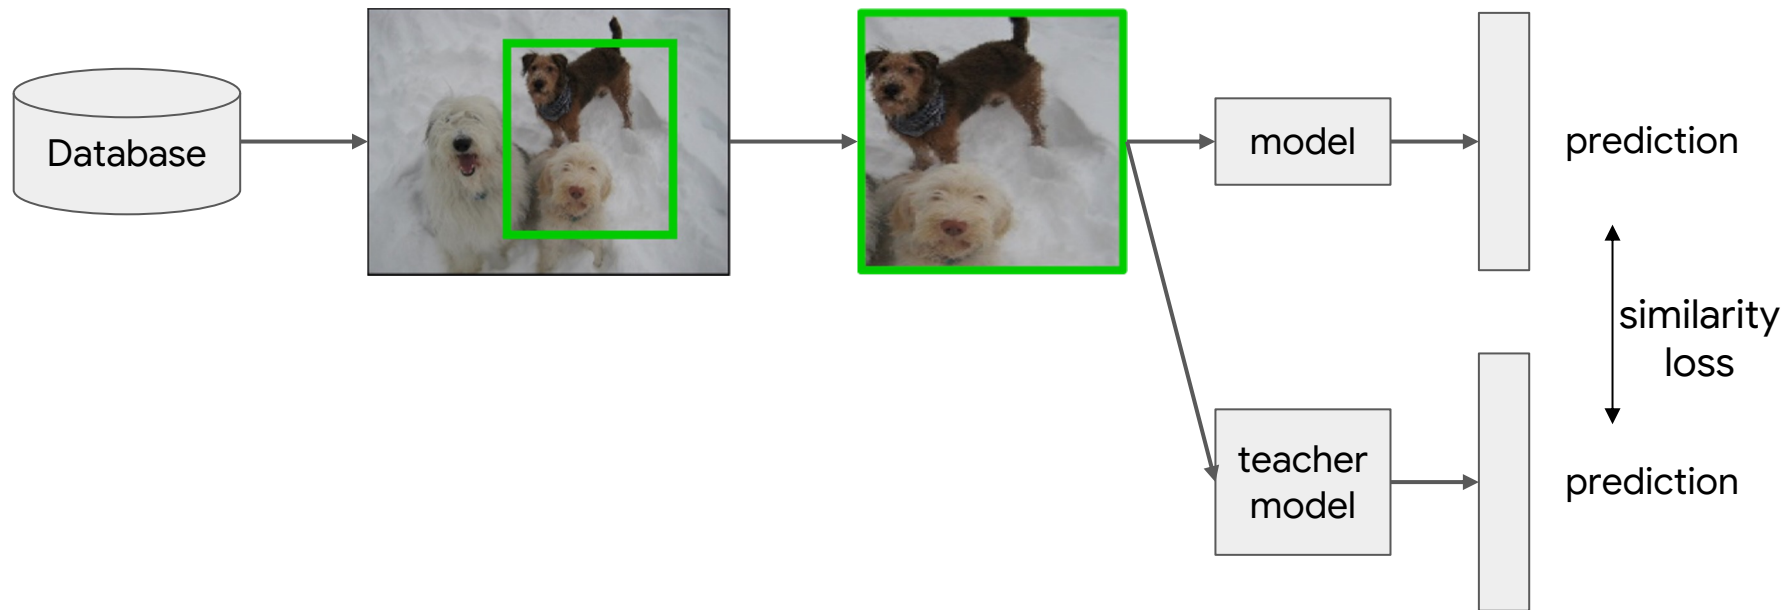 Database
model
prediction
similarity
loss
teacher
model
prediction